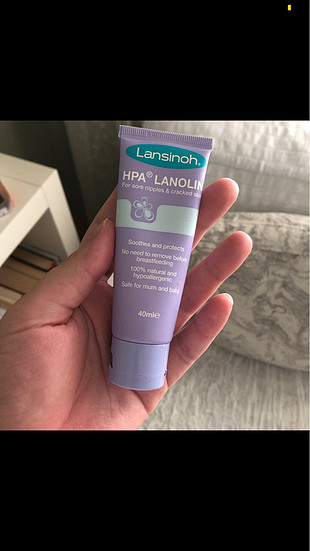 Lansinoh®
HPA® LANOLIN
For sore nipples & cracked
Soothes and protects
No need to remove before
breastfeeding
100% natural and
hypoallergenic
Safe for mum and baby
40ml℮